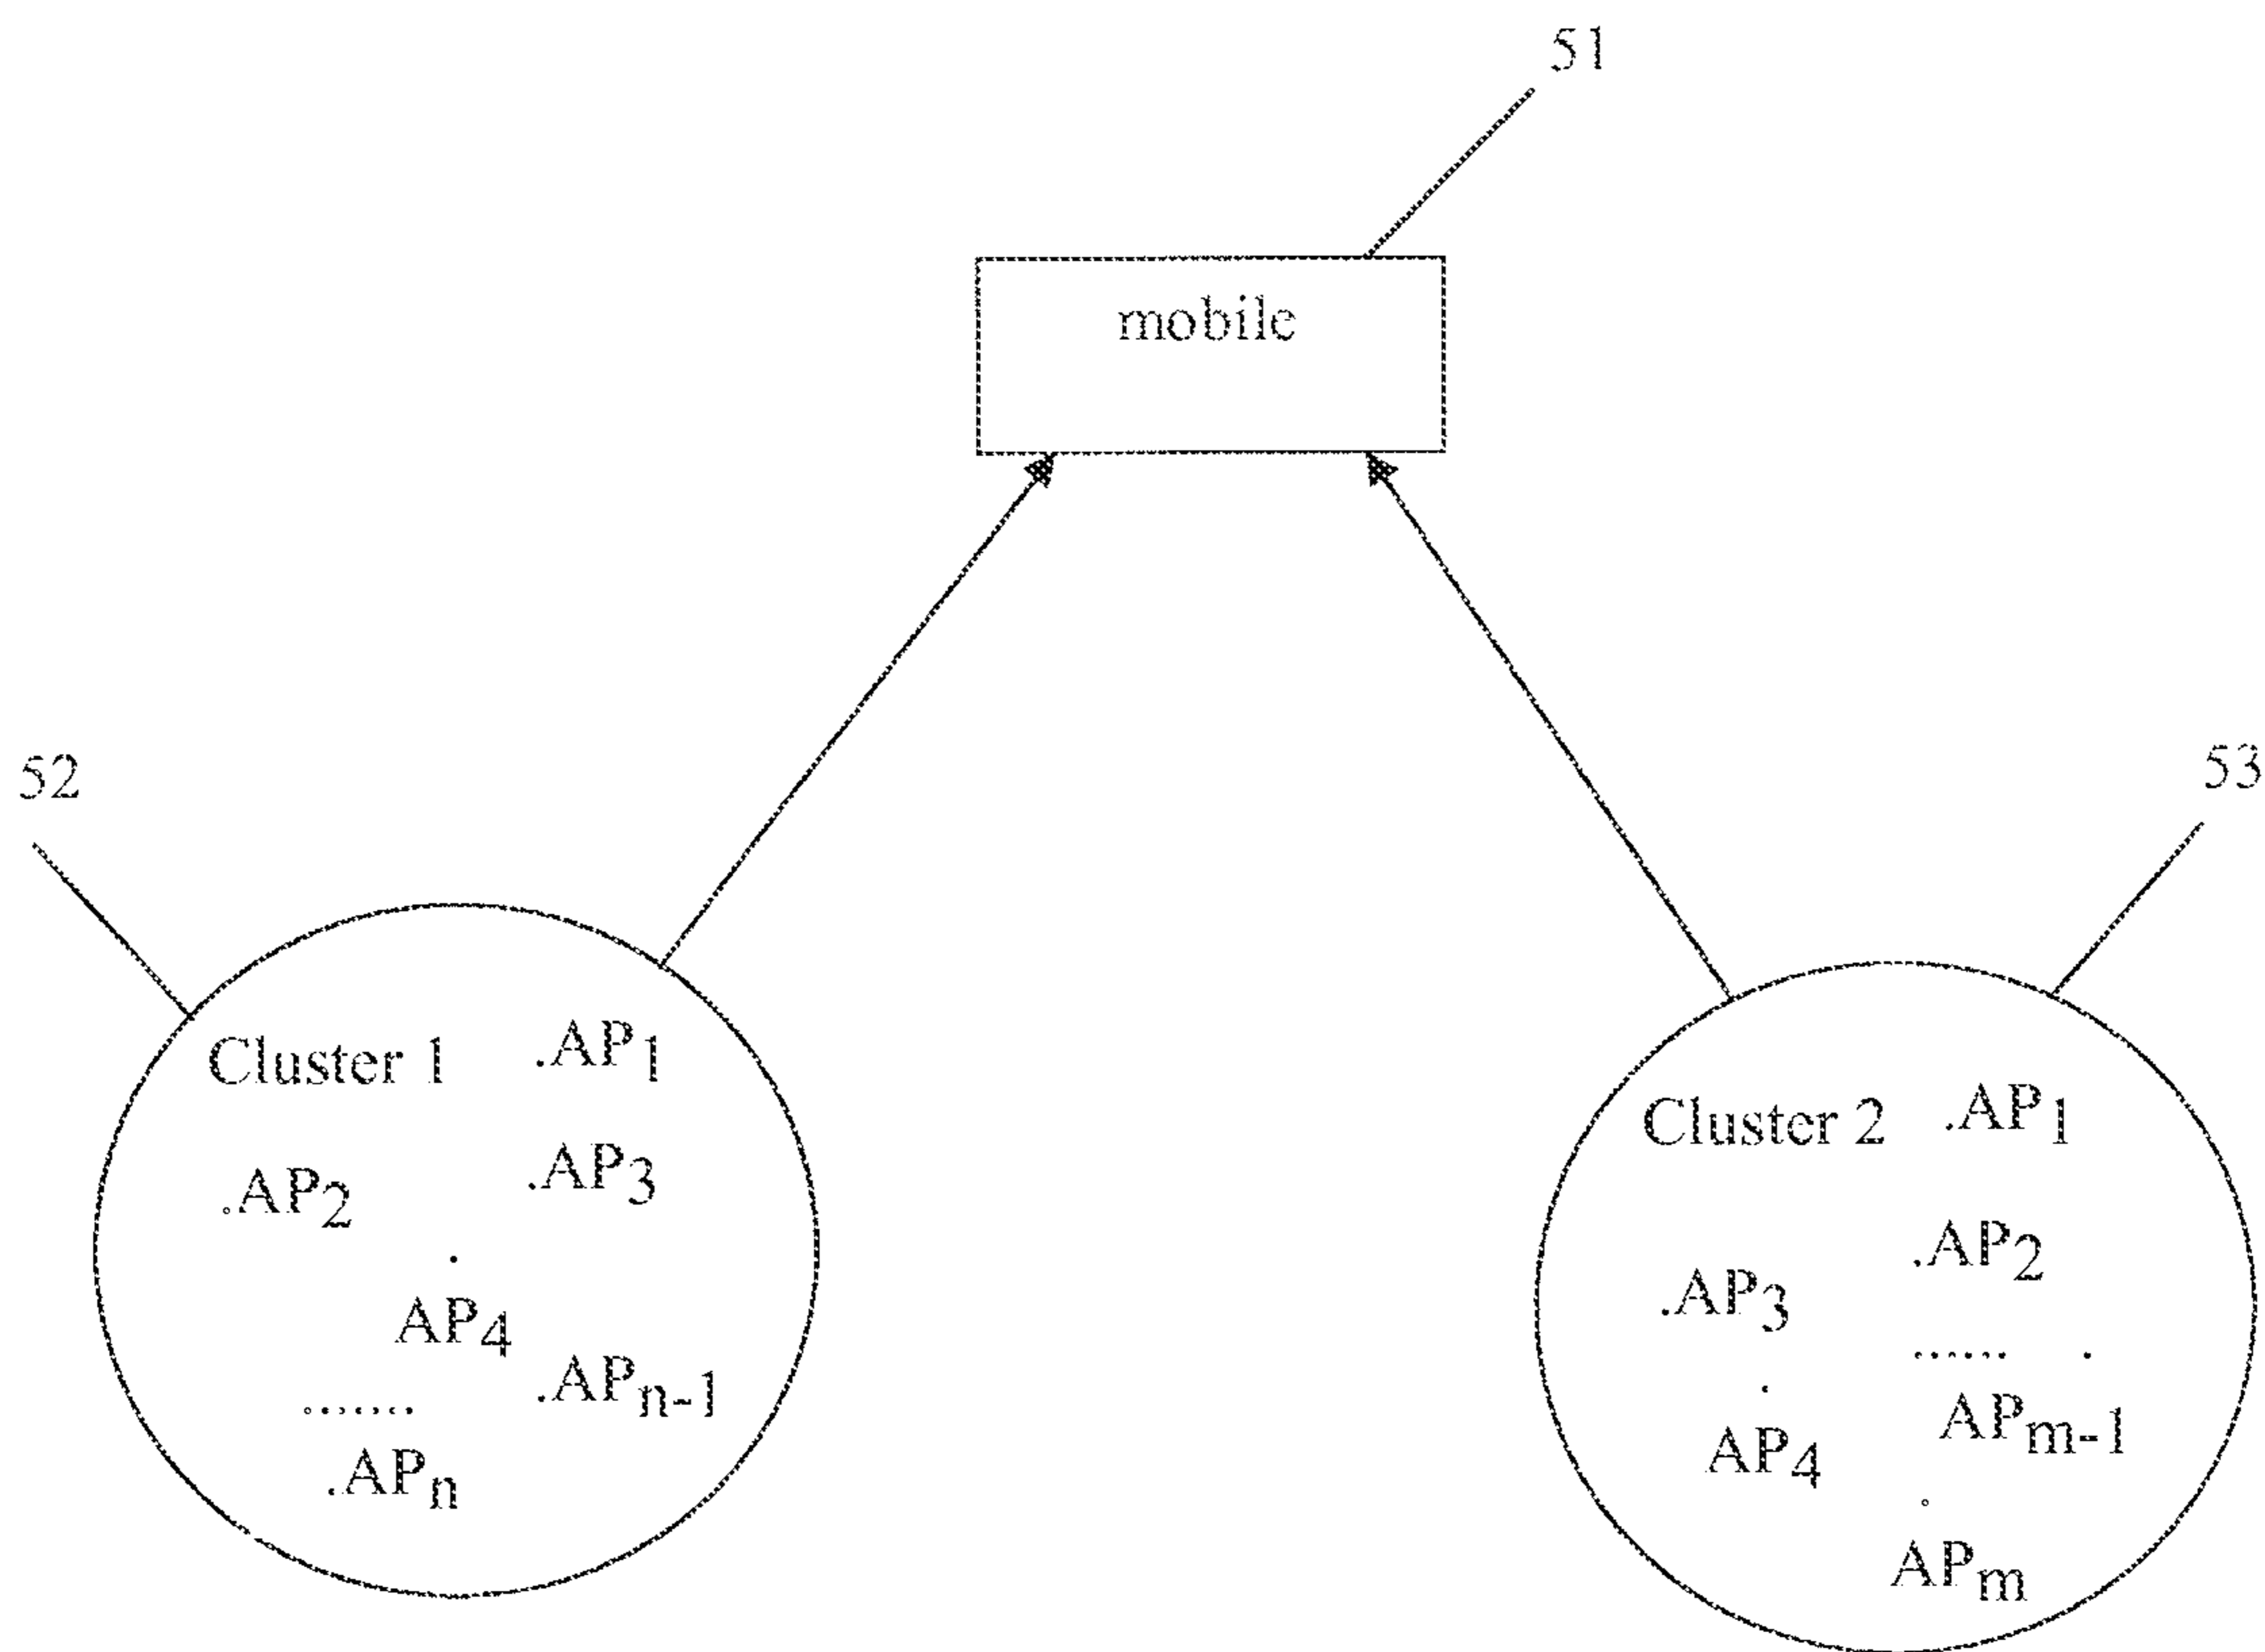 51
mobile
52
53
Cluster 1 .AP1
.AP2 .AP3
.
AP4
.APn-1
.......
.APn
Cluster 2 .AP1
.AP2
.AP3
...... .
.
APm-1
AP4
.
APm